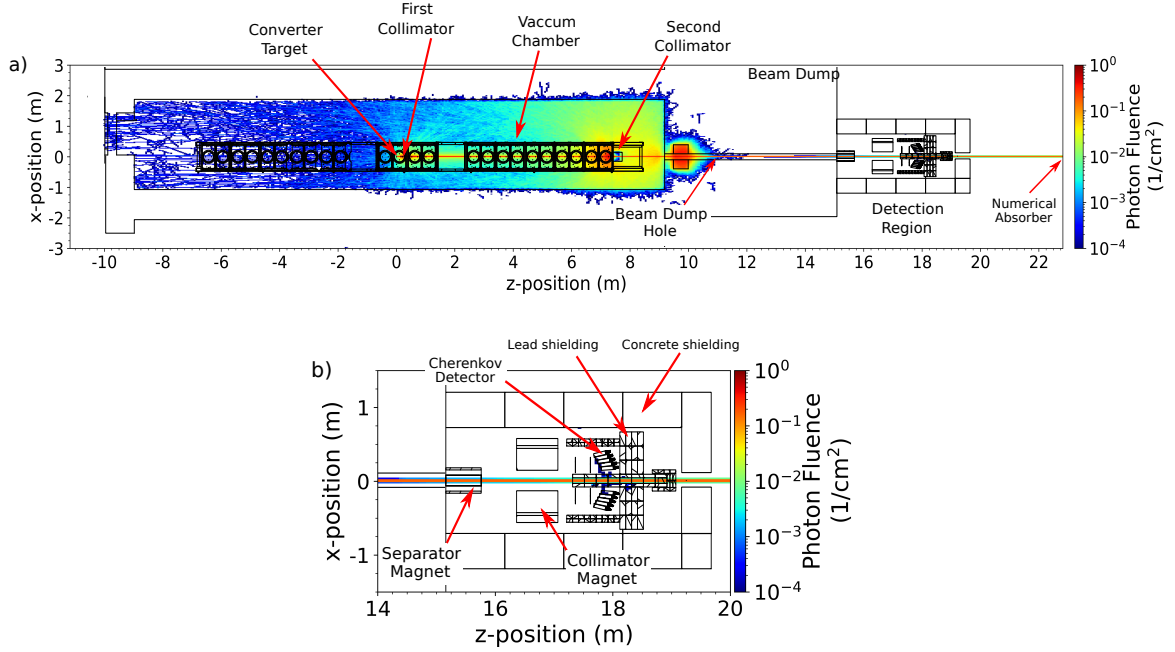 First
Collimator
Converter
Target
Vaccum
Chamber
Second
Collimator
a)
Beam Dump
3
2
1
0
-1
-2
-3
x-position (m)
Beam Dump
Hole
Detection
Region
Numerical
Absorber
-10 -8 -6 -4 -2 0 2 4 6 8 10 12 14 16 18 20 22
z-position (m)
10^0
10^-1
10^-2
10^-3
10^-4
Photon Fluence
(1/cm^2)
b)
Lead shielding
Concrete shielding
Cherenkov
Detector
1
0
-1
x-position (m)
Separator
Magnet
Collimator
Magnet
14 16 18 20
z-position (m)
10^0
10^-1
10^-2
10^-3
10^-4
Photon Fluence
(1/cm^2)